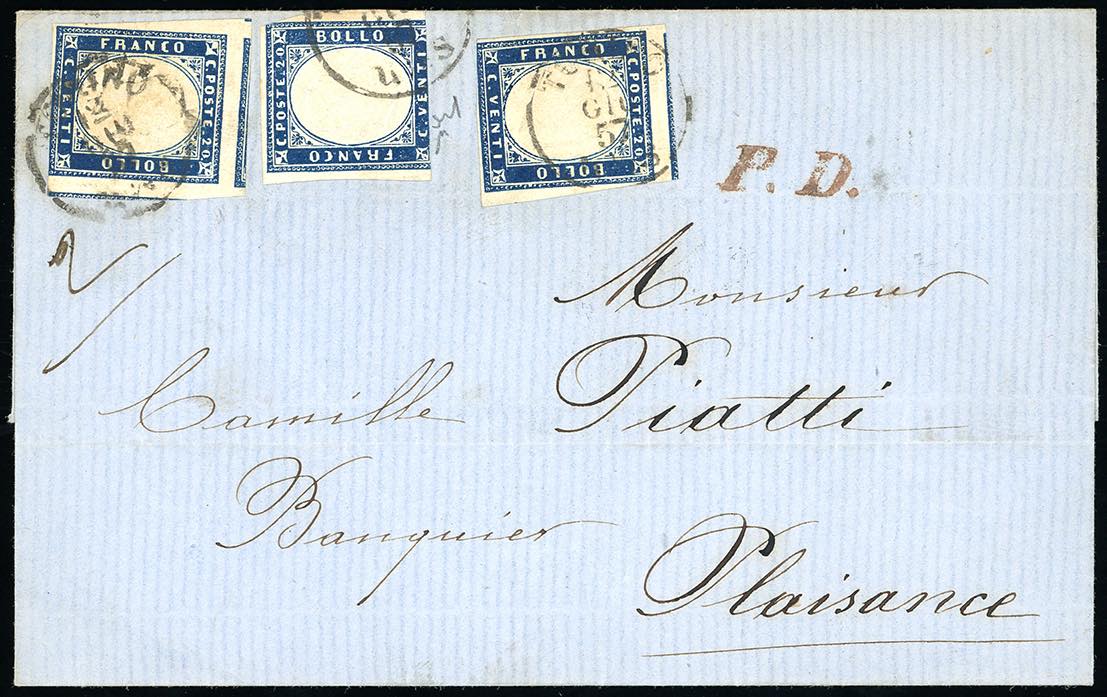 FRANCO
C. POSTE. 20
BOLLO
C. VENTI
BOLLO
C. VENTI
FRANCO
C. POSTE. 20
FRANCO
C. POSTE. 20
BOLLO
C. VENTI
P. D.
Monsieur
Piatti
Camille
Banquier
Plaisance